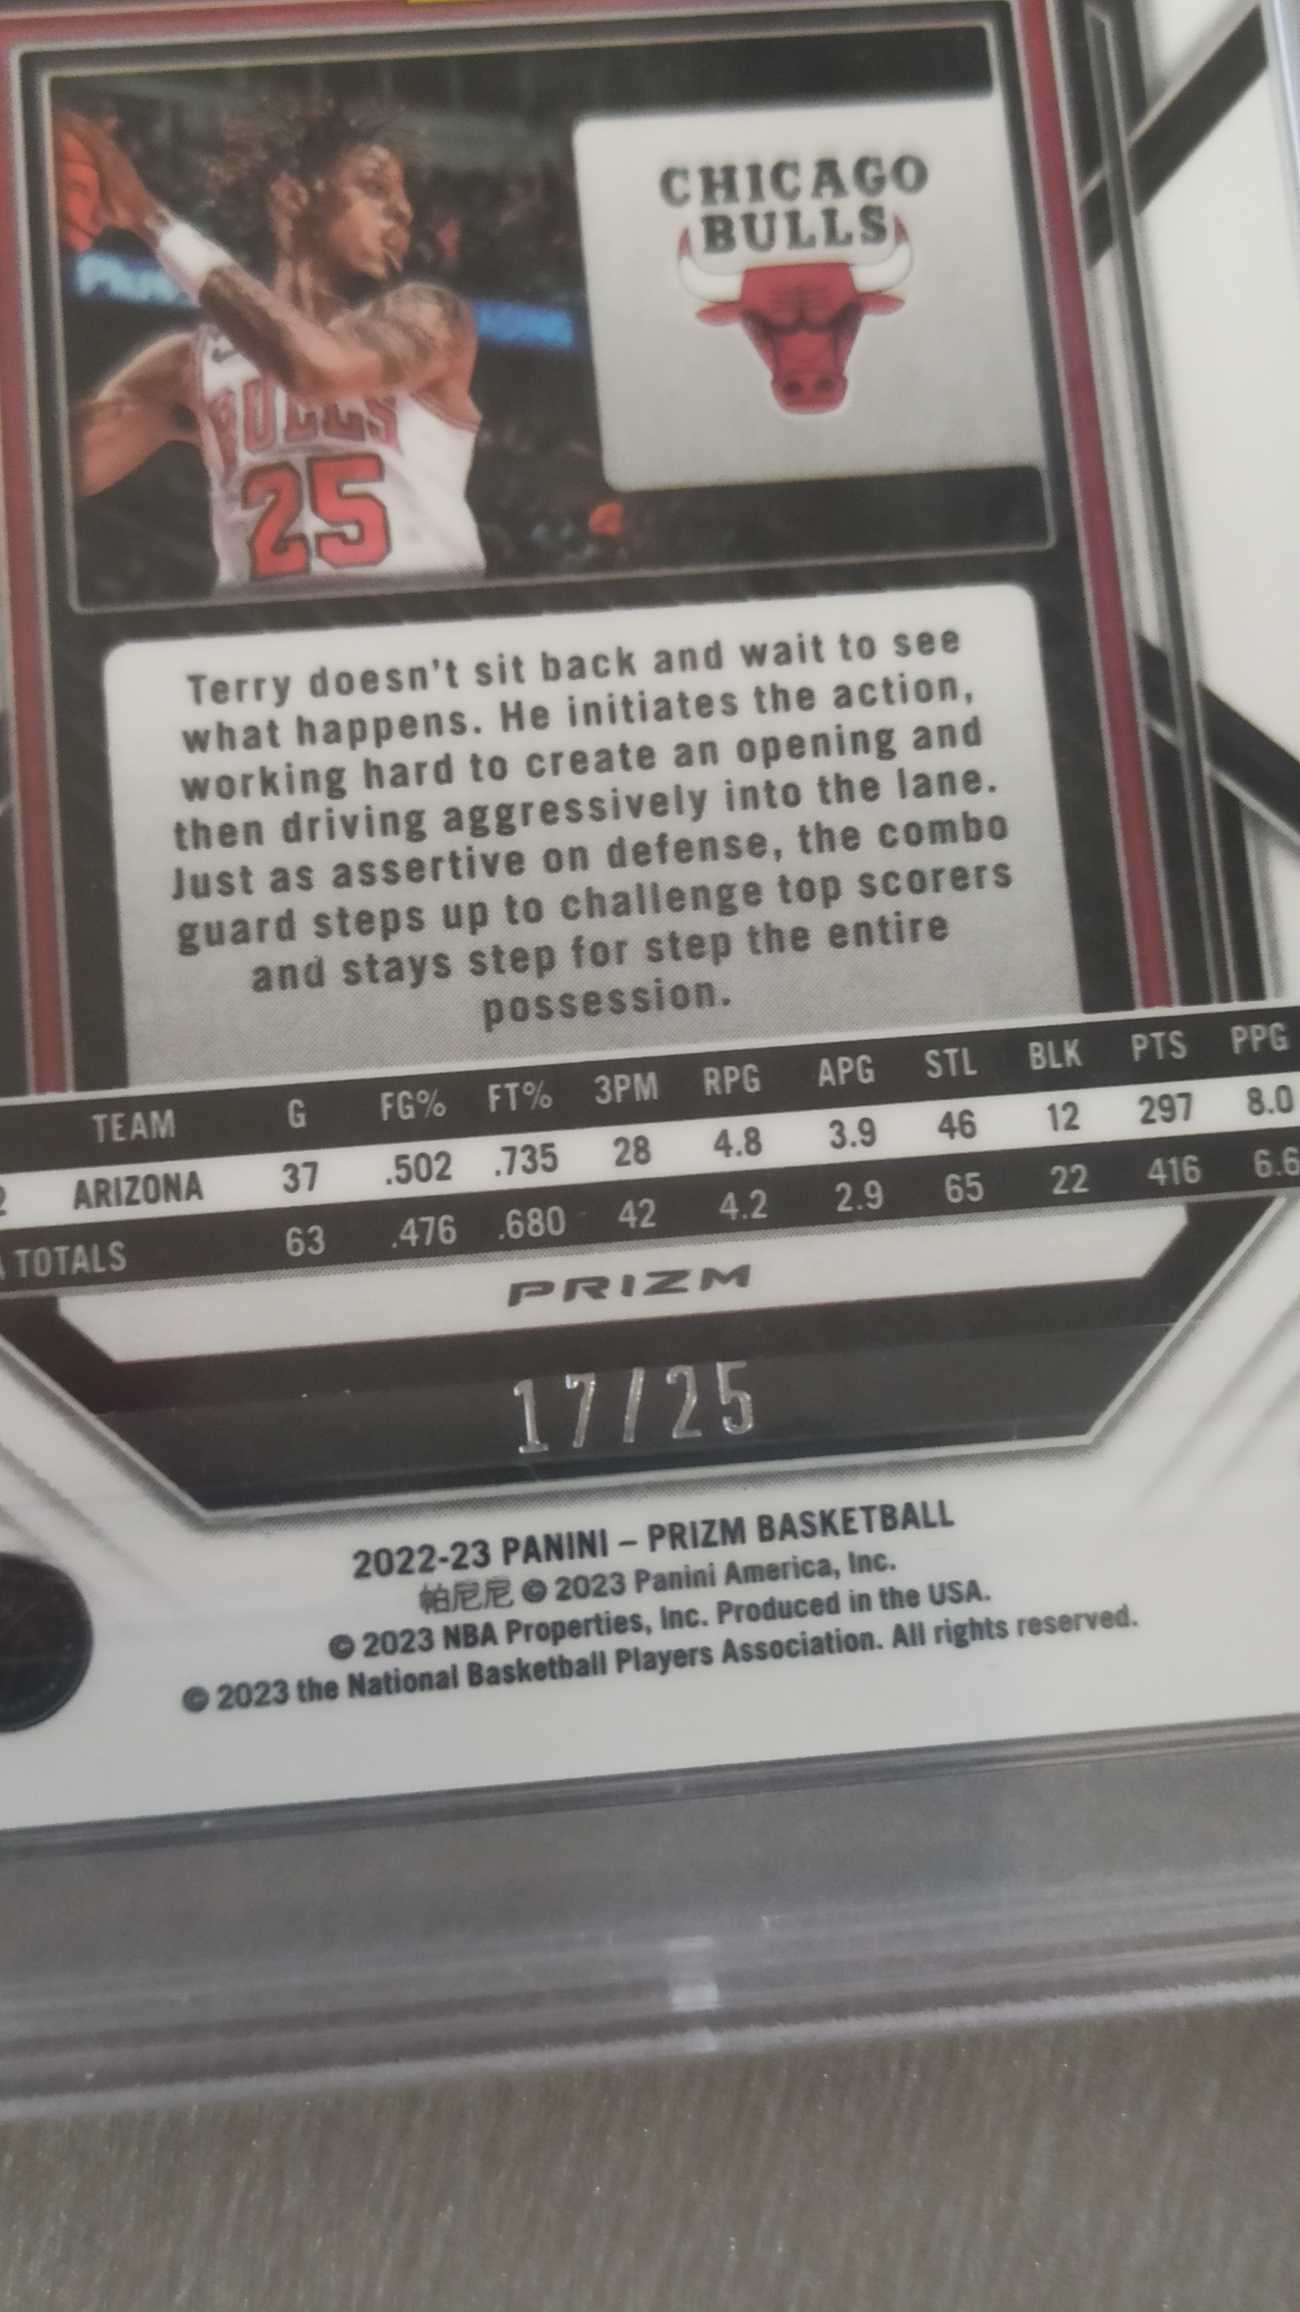 CHICAGO
BULLS
BULLS
25
Terry doesn't sit back and wait to see
what happens. He initiates the action,
working hard to create an opening and
then driving aggressively into the lane.
Just as assertive on defense, the combo
guard steps up to challenge top scorers
and stays step for step the entire
possession.
TEAM G FG% FT% 3PM RPG APG STL BLK PTS PPG
2 ARIZONA 37 .502 .735 28 4.8 3.9 46 12 297 8.0
TOTALS 63 .476 .680 42 4.2 2.9 65 22 416 6.6
PRIZM
17/25
2022-23 PANINI – PRIZM BASKETBALL
帕尼尼 © 2023 Panini America, Inc.
© 2023 NBA Properties, Inc. Produced in the USA.
© 2023 the National Basketball Players Association. All rights reserved.